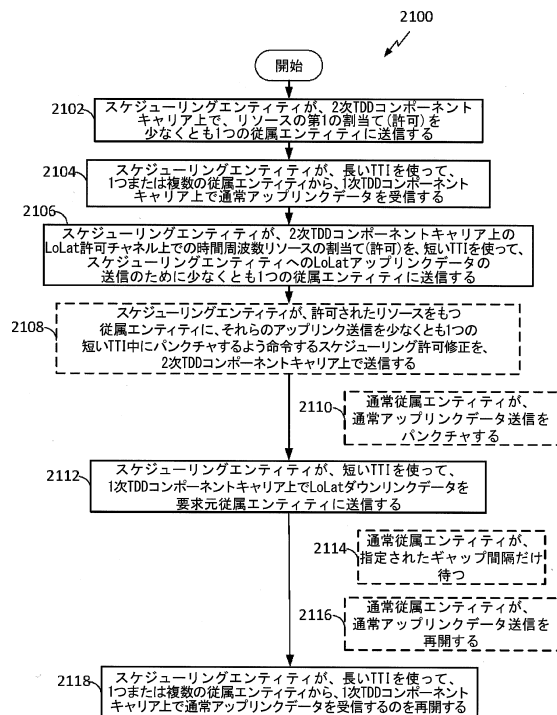 2100
開始
2102
スケジューリングエンティティが、2次TDDコンポーネント
キャリア上で、リソースの第1の割当て(許可)を
少なくとも1つの従属エンティティに送信する
2104
スケジューリングエンティティが、長いTTIを使って、
1つまたは複数の従属エンティティから、1次TDDコンポーネント
キャリア上で通常アップリンクデータを受信する
2106
スケジューリングエンティティが、2次TDDコンポーネントキャリア上の
LoLat許可チャネル上での時間周波数リソースの割当て(許可)を、短いTTIを使って、
スケジューリングエンティティへのLoLatアップリンクデータの
送信のために少なくとも1つの従属エンティティに送信する
2108
スケジューリングエンティティが、許可されたリソースをもつ
従属エンティティに、それらのアップリンク送信を少なくとも1つの
短いTTI中にパンクチャするよう命令するスケジューリング許可修正を、
2次TDDコンポーネントキャリア上で送信する
2110
通常従属エンティティが、
通常アップリンクデータ送信を
パンクチャする
2112
スケジューリングエンティティが、短いTTIを使って、
1次TDDコンポーネントキャリア上でLoLatダウンリンクデータを
要求元従属エンティティに送信する
2114
通常従属エンティティが、
指定されたギャップ間隔だけ
待つ
2116
通常従属エンティティが、
通常アップリンクデータ送信を
再開する
2118
スケジューリングエンティティが、長いTTIを使って、
1つまたは複数の従属エンティティから、1次TDDコンポーネント
キャリア上で通常アップリンクデータを受信するのを再開する